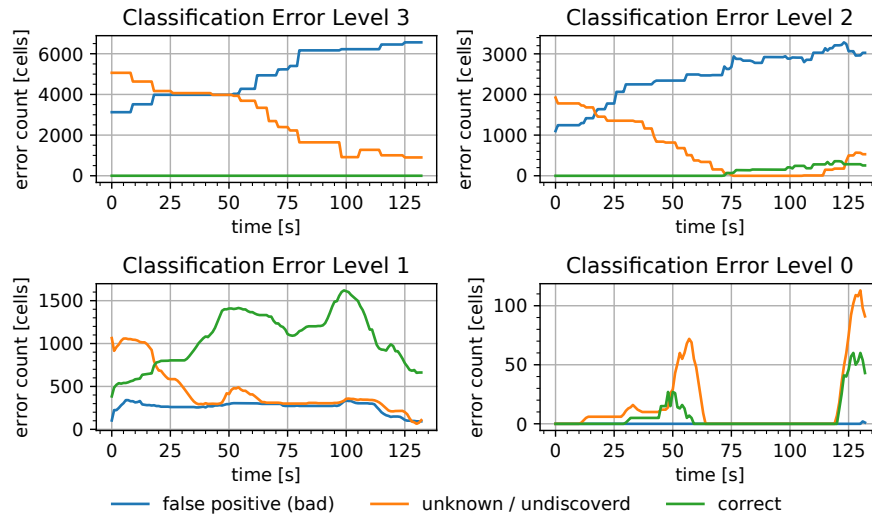 Classification Error Level 3
error count [cells]
6000
4000
2000
0
0
25
50
75
100
125
time [s]
Classification Error Level 2
error count [cells]
3000
2000
1000
0
0
25
50
75
100
125
time [s]
Classification Error Level 1
error count [cells]
1500
1000
500
0
0
25
50
75
100
125
time [s]
Classification Error Level 0
error count [cells]
100
50
0
0
25
50
75
100
125
time [s]
false positive (bad)
unknown / undiscoverd
correct